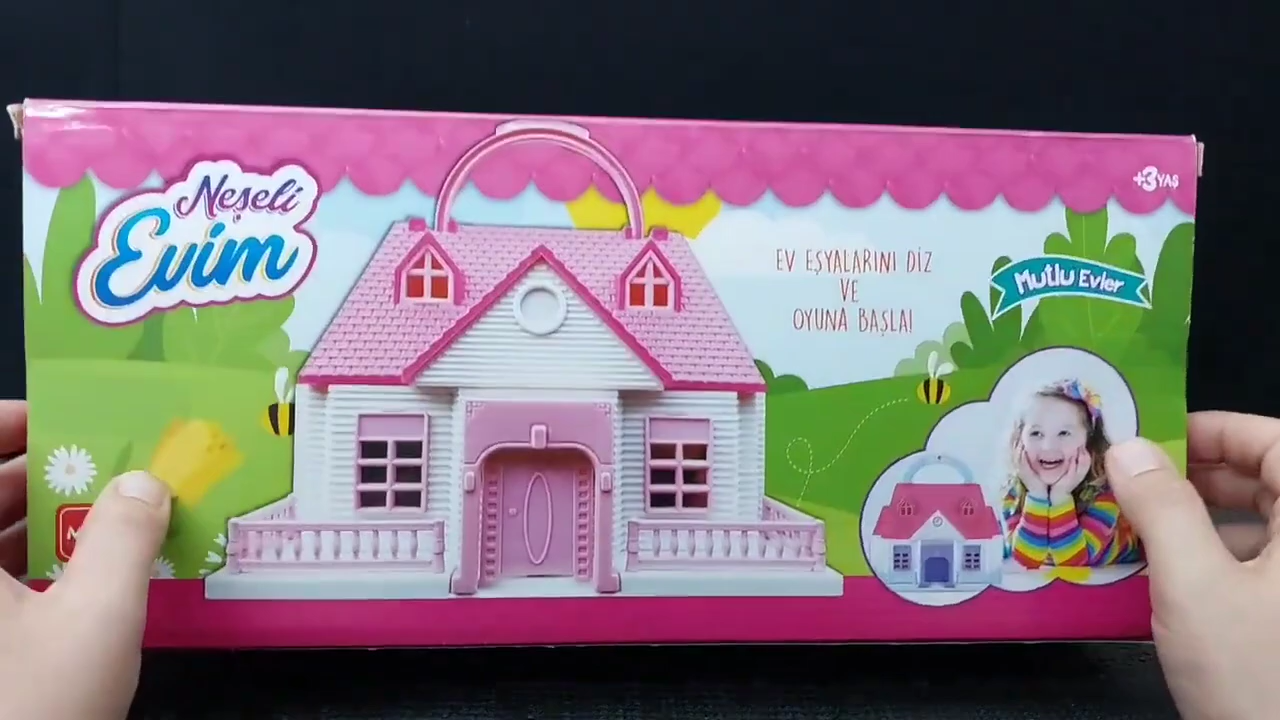 Neşeli
Evim
+3 YAŞ
EV EŞYALARINI DİZ
VE
OYUNA BAŞLA!
Mutlu Evler